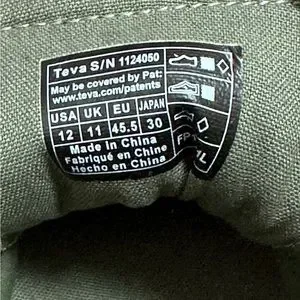 Teva S/N 1124050
May be covered by Pat:
www.teva.com/patents
USA UK EU JAPAN
12 11 45.5 30
Made in China
Fabriqué en Chine
Hecho en China